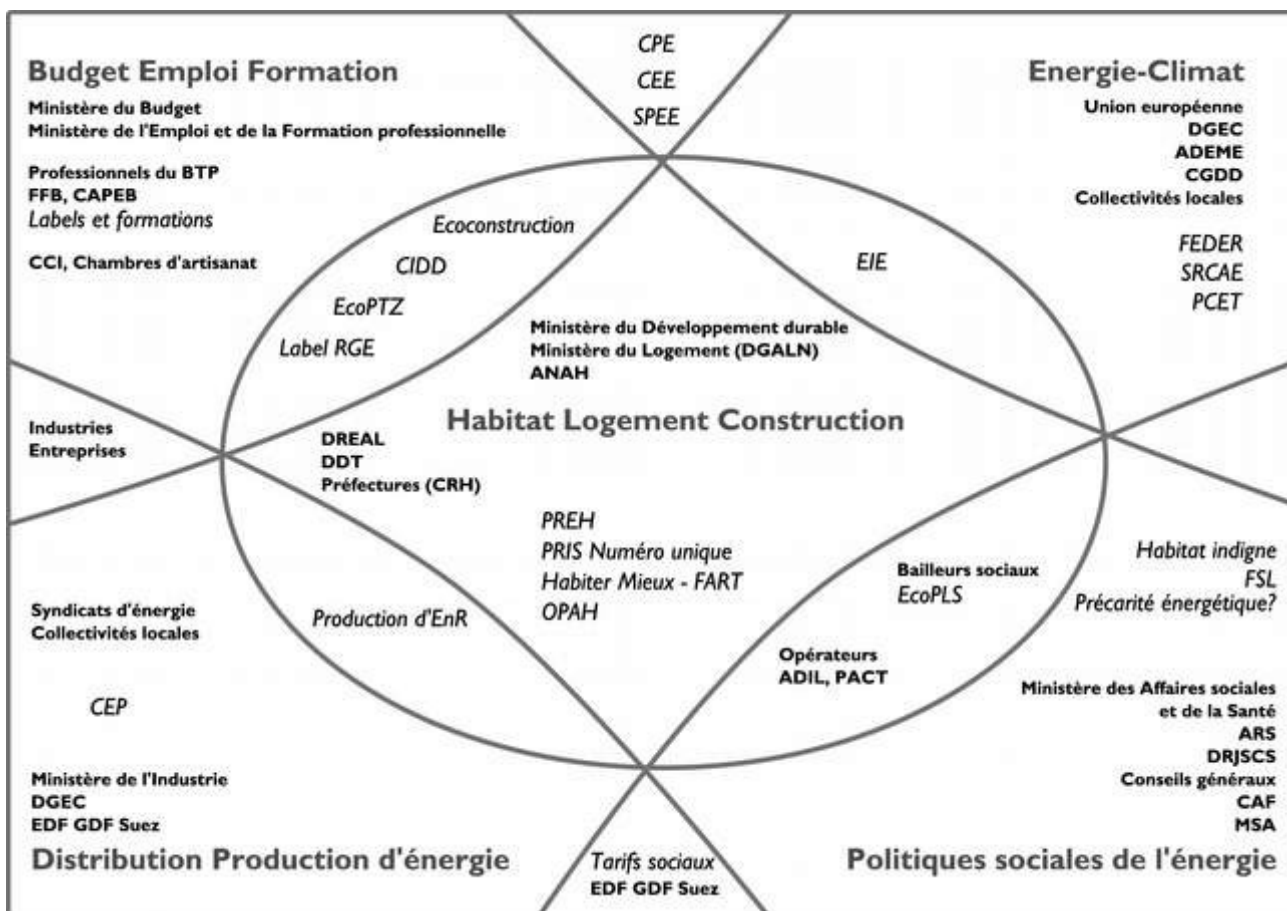 CPE
CEE
SPEE
Budget Emploi Formation
Ministère du Budget
Ministère de l'Emploi et de la Formation professionnelle
Professionnels du BTP
FFB, CAPEB
Labels et formations
CCI, Chambres d'artisanat
Energie-Climat
Union européenne
DGEC
ADEME
CGDD
Collectivités locales
FEDER
SRCAE
PCET
Ecoconstruction
CIDD
EcoPTZ
Label RGE
EIE
Ministère du Développement durable
Ministère du Logement (DGALN)
ANAH
Habitat Logement Construction
Industries
Entreprises
DREAL
DDT
Préfectures (CRH)
PREH
PRIS Numéro unique
Habiter Mieux - FART
OPAH
Bailleurs sociaux
EcoPLS
Opérateurs
ADIL, PACT
Habitat indigne
FSL
Précarité énergétique?
Syndicats d'énergie
Collectivités locales
Production d'EnR
CEP
Ministère de l'Industrie
DGEC
EDF GDF Suez
Distribution Production d'énergie
Tarifs sociaux
EDF GDF Suez
Ministère des Affaires sociales
et de la Santé
ARS
DRJSCS
Conseils généraux
CAF
MSA
Politiques sociales de l'énergie